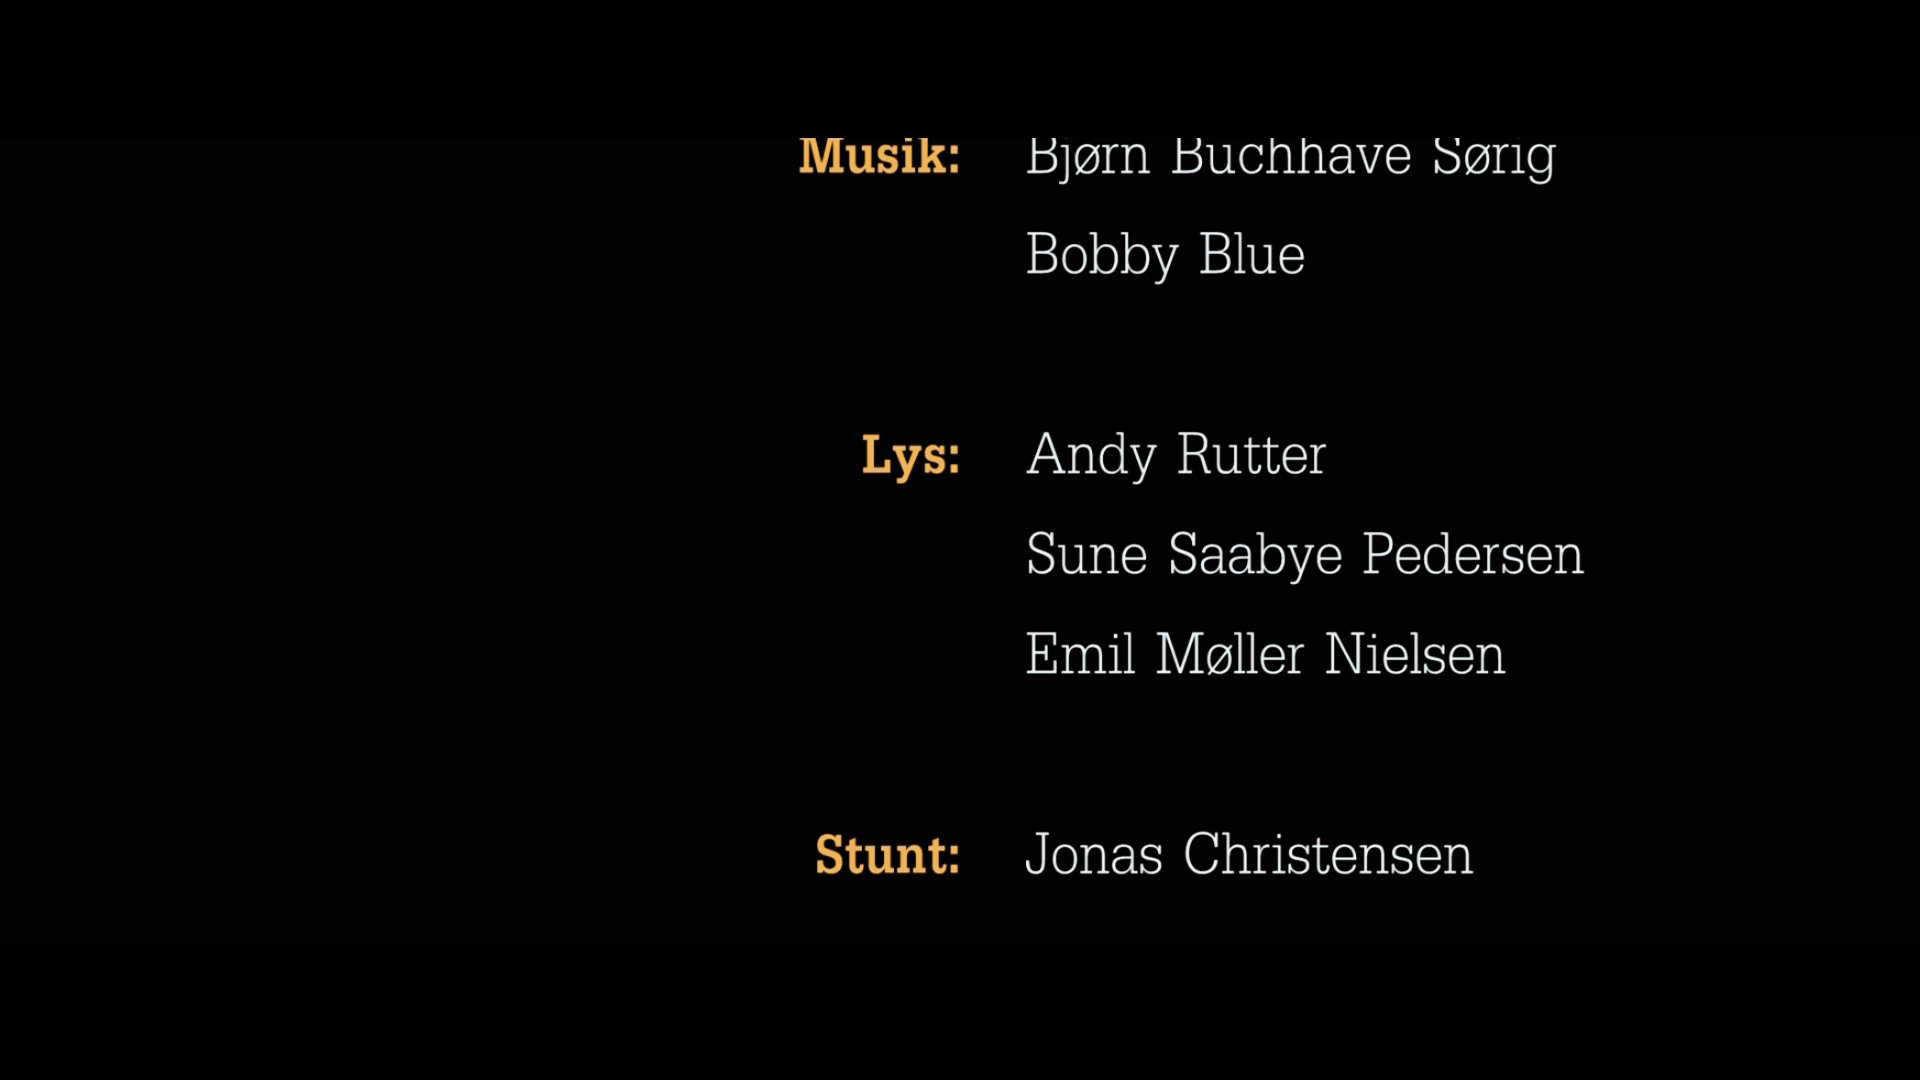 Musik: Bjørn Buchhave Sørig
Bobby Blue
Lys: Andy Rutter
Sune Saabye Pedersen
Emil Møller Nielsen
Stunt: Jonas Christensen